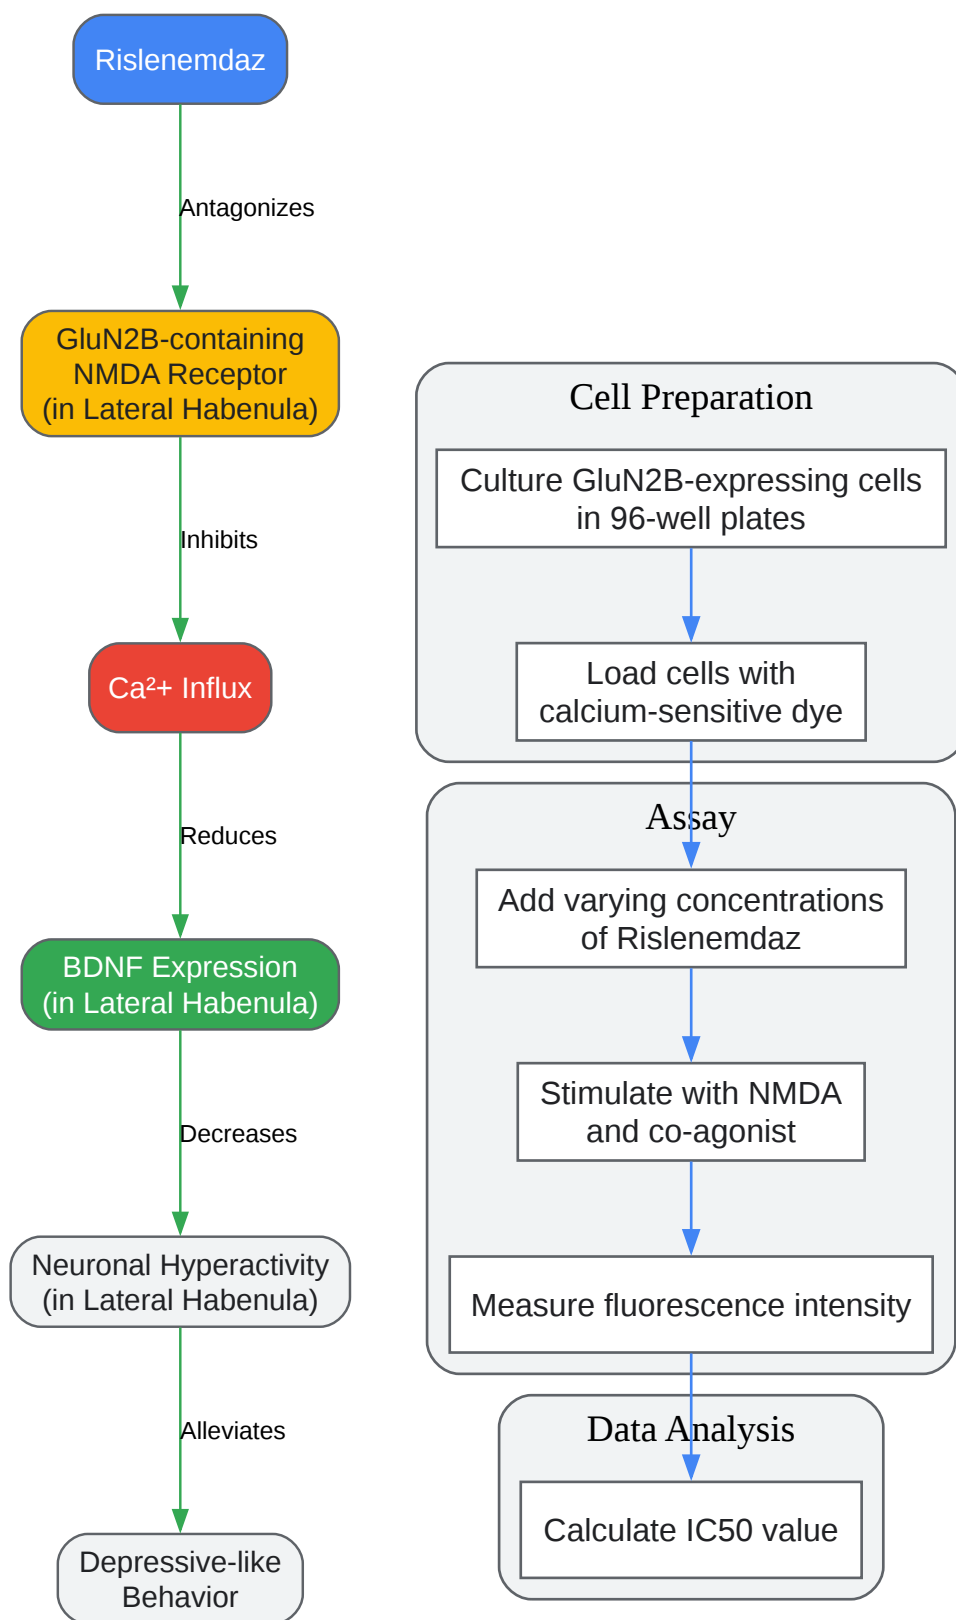 Rislenemdaz
Antagonizes
GluN2B-containing
NMDA Receptor
(in Lateral Habenula)
Inhibits
Ca²+ Influx
Reduces
BDNF Expression
(in Lateral Habenula)
Decreases
Neuronal Hyperactivity
(in Lateral Habenula)
Alleviates
Depressive-like
Behavior
Cell Preparation
Culture GluN2B-expressing cells
in 96-well plates
Load cells with
calcium-sensitive dye
Assay
Add varying concentrations
of Rislenemdaz
Stimulate with NMDA
and co-agonist
Measure fluorescence intensity
Data Analysis
Calculate IC50 value